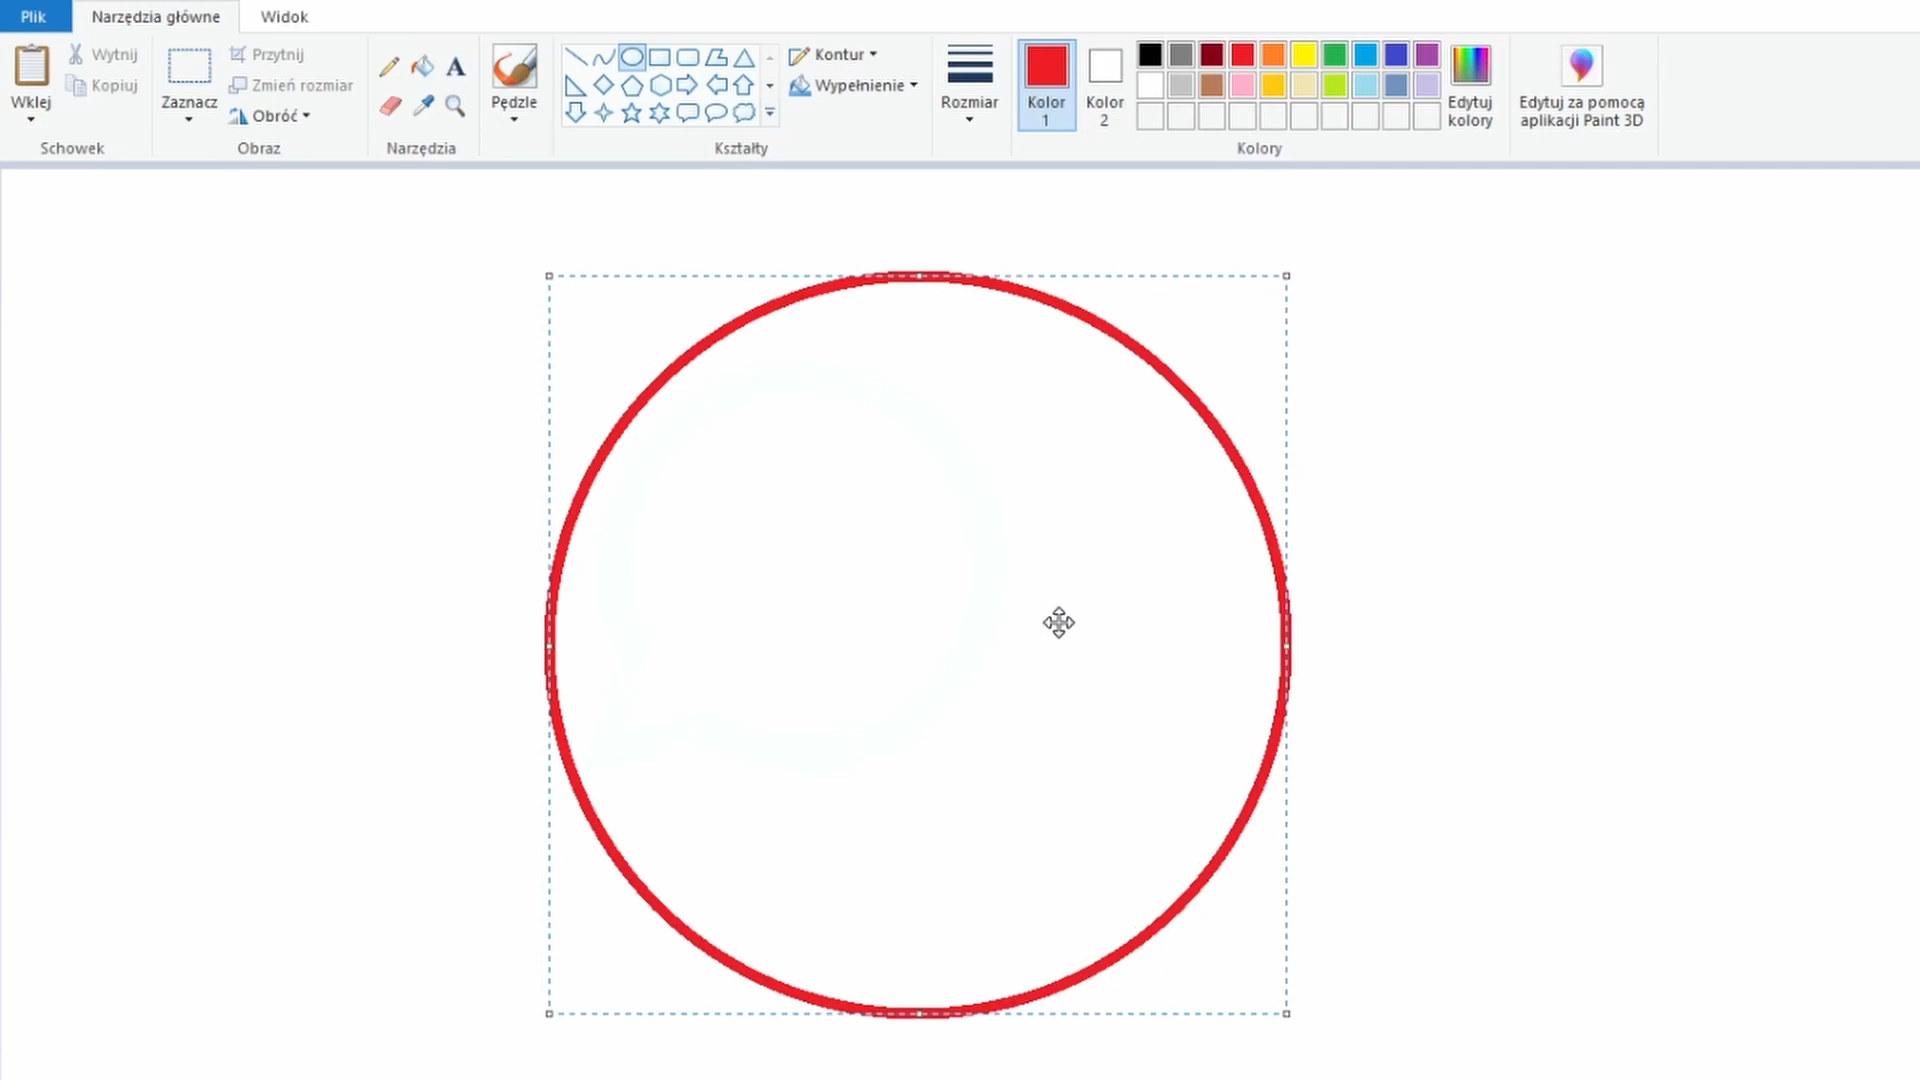 Plik Narzędzia główne Widok
Wklej
Wytnij
Kopiuj
Schowek
Zaznacz
Przytnij
Zmień rozmiar
Obróć
Obraz
A
Narzędzia
Pędzle
Kształty
Kontur
Wypełnienie
Rozmiar
Kolor
1
Kolor
2
Kolory
Edytuj
kolory
Edytuj za pomocą
aplikacji Paint 3D